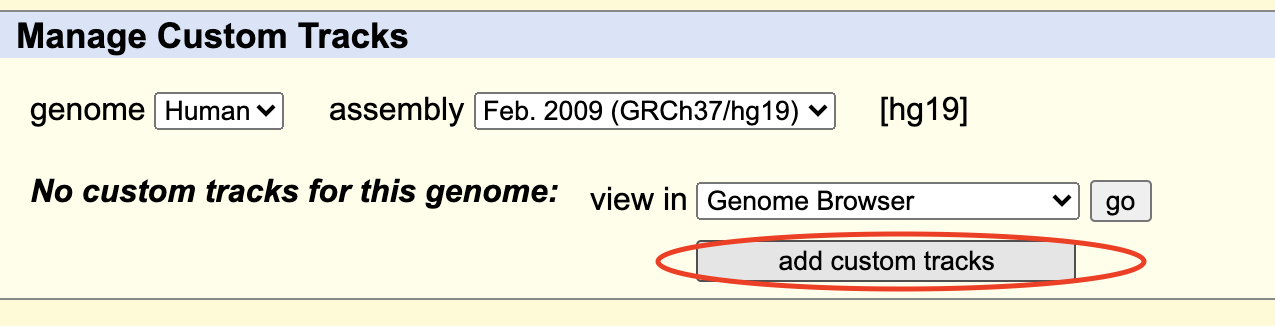 Manage Custom Tracks
genome Human assembly Feb. 2009 (GRCh37/hg19) [hg19]
No custom tracks for this genome: view in Genome Browser go
add custom tracks